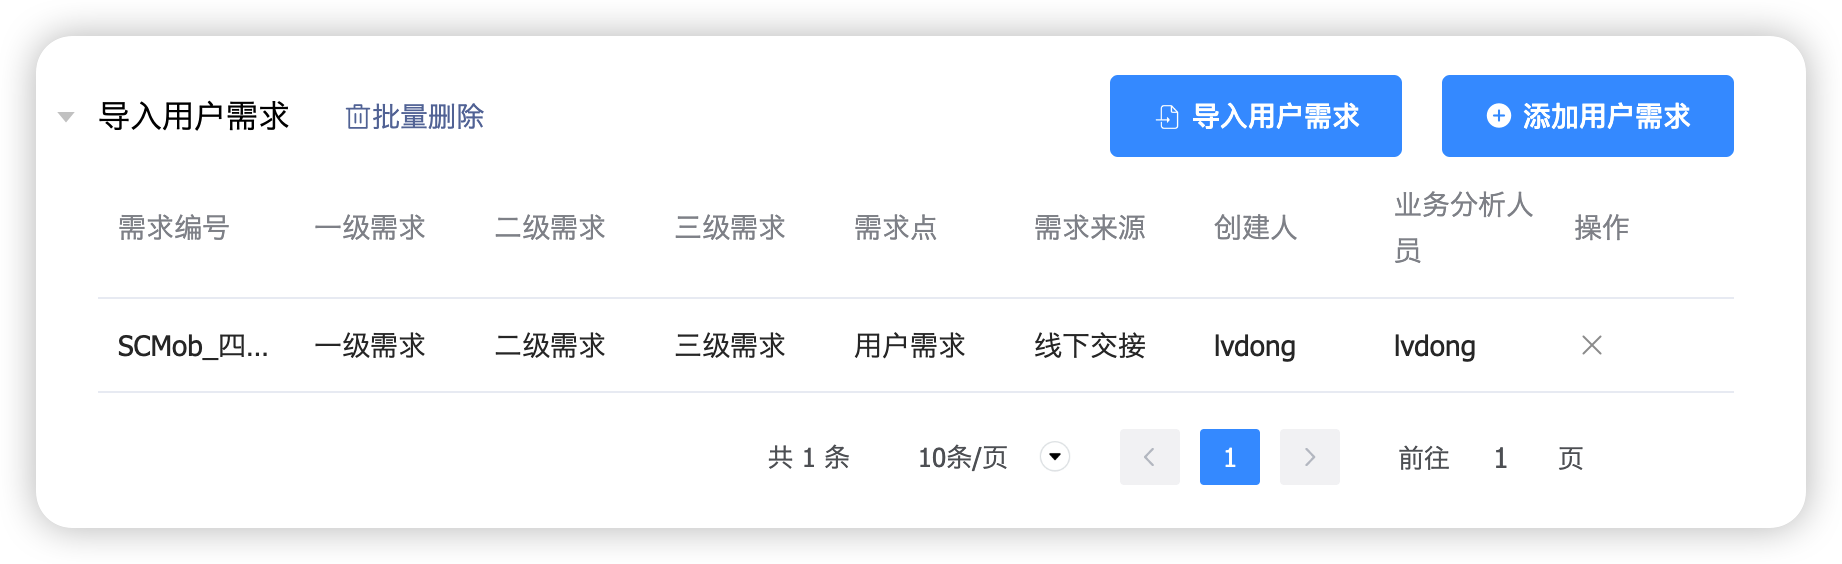 导入用户需求 批量删除 导入用户需求 添加用户需求
需求编号 一级需求 二级需求 三级需求 需求点 需求来源 创建人 业务分析人员 操作
SCMob_四... 一级需求 二级需求 三级需求 用户需求 线下交接 lvdong lvdong
共 1 条 10条/页 1 前往 1 页